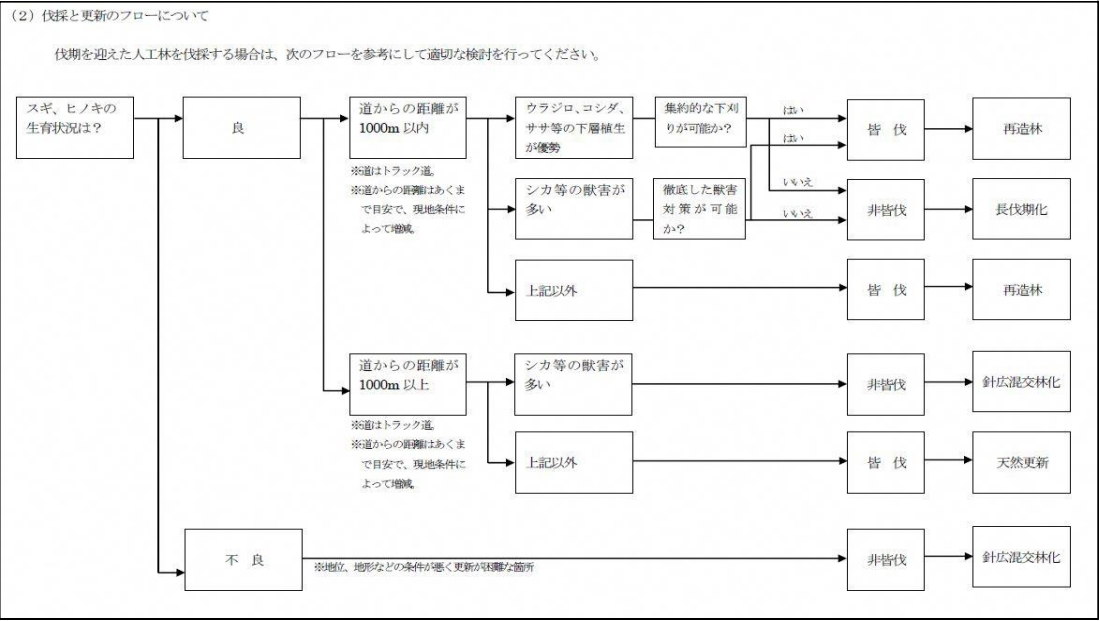 （2）伐採と更新のフローについて
伐期を迎えた人工林を伐採する場合は、次のフローを参考にして適切な検討を行ってください。
スギ、ヒノキの
生育状況は？
良
道からの距離が
1000m 以内
※道はトラック道。
※道からの距離はあくま
で目安で、現地条件に
よって増減。
ウラジロ、コシダ、
ササ等の下層植生
が優勢
集約的な下刈
りが可能か？
はい
はい
いいえ
いいえ
皆 伐
再造林
シカ等の獣害が
多い
徹底した獣害
対策が可能
か？
非皆伐
長伐期化
上記以外
皆 伐
再造林
道からの距離が
1000m 以上
※道はトラック道。
※道からの距離はあくま
で目安で、現地条件に
よって増減。
シカ等の獣害が
多い
非皆伐
針広混交林化
上記以外
皆 伐
天然更新
不 良
※地位、地形などの条件が悪く更新が困難な箇所
非皆伐
針広混交林化